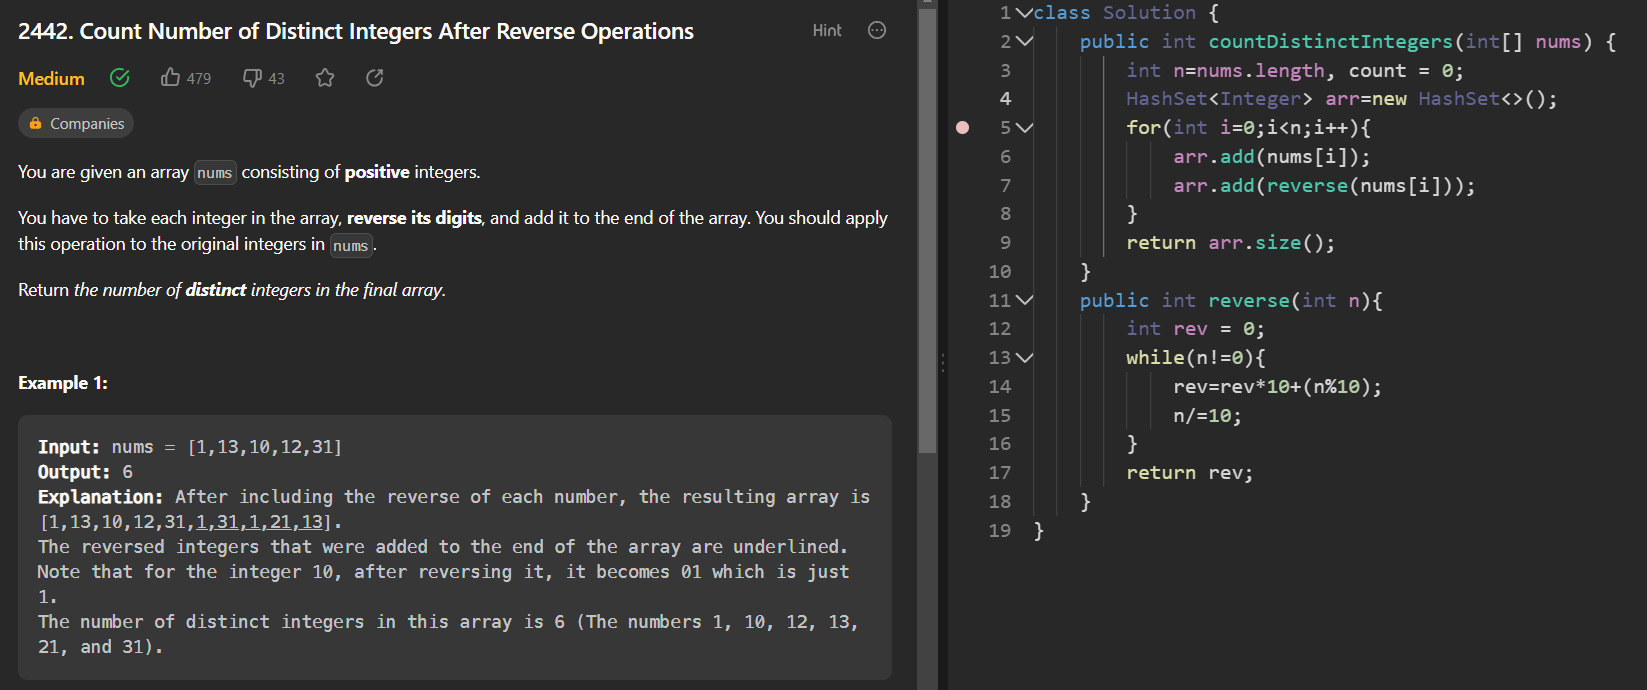 2442. Count Number of Distinct Integers After Reverse Operations
Hint
Medium 479 43
Companies
You are given an array nums consisting of positive integers.
You have to take each integer in the array, reverse its digits, and add it to the end of the array. You should apply
this operation to the original integers in nums.
Return the number of distinct integers in the final array.
Example 1:
Input: nums = [1,13,10,12,31]
Output: 6
Explanation: After including the reverse of each number, the resulting array is
[1,13,10,12,31,1,31,1,21,13].
The reversed integers that were added to the end of the array are underlined.
Note that for the integer 10, after reversing it, it becomes 01 which is just
1.
The number of distinct integers in this array is 6 (The numbers 1, 10, 12, 13,
21, and 31).
1 class Solution {
2 public int countDistinctIntegers(int[] nums) {
3 int n=nums.length, count = 0;
4 HashSet<Integer> arr=new HashSet<>();
5 for(int i=0;i<n;i++){
6 arr.add(nums[i]);
7 arr.add(reverse(nums[i]));
8 }
9 return arr.size();
10 }
11 public int reverse(int n){
12 int rev = 0;
13 while(n!=0){
14 rev=rev*10+(n%10);
15 n/=10;
16 }
17 return rev;
18 }
19 }